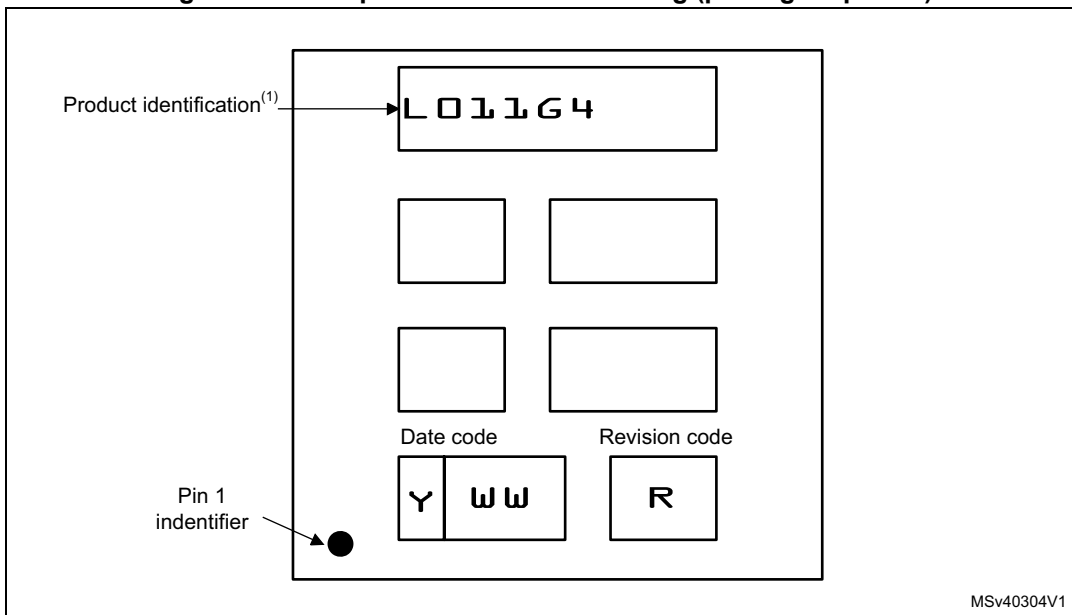 Product identification(1)
L011G4
Date code Revision code
Y WW R
Pin 1
indentifier
MSv40304V1